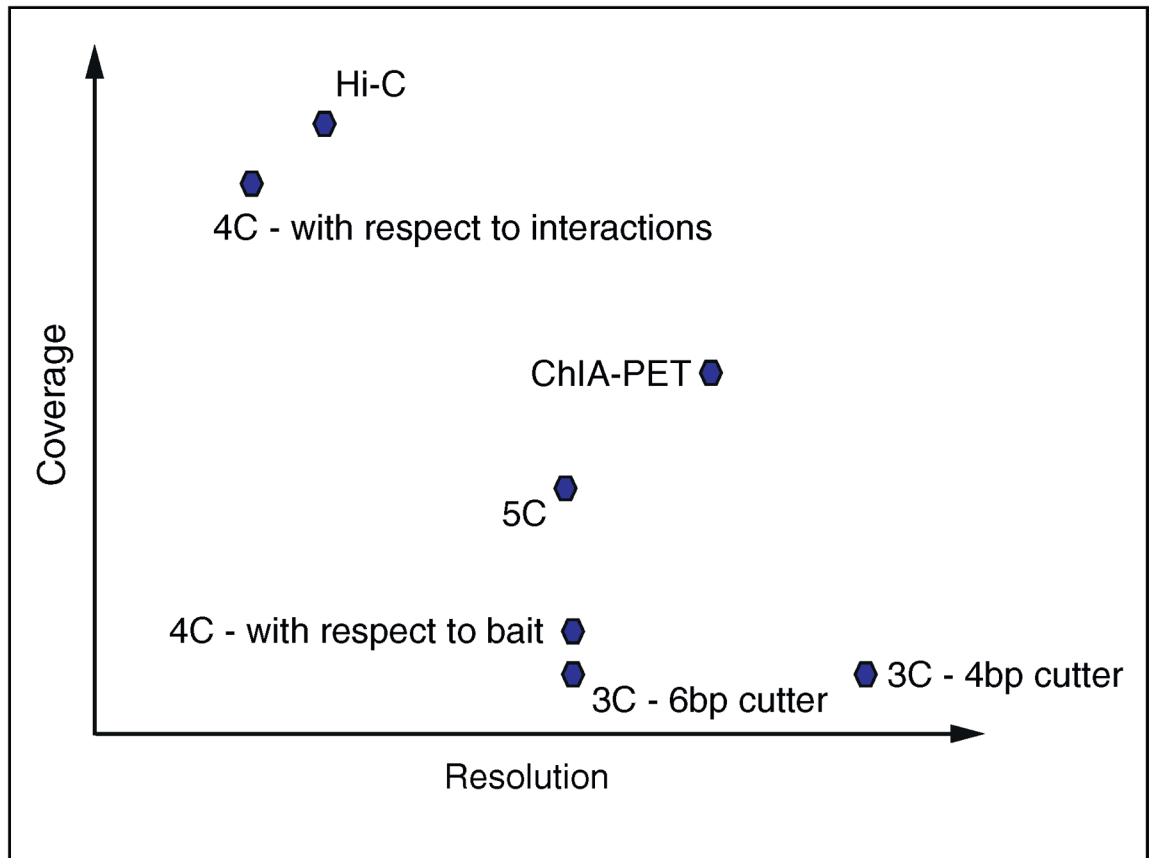 Hi-C
4C - with respect to interactions
ChIA-PET
Coverage
5C
4C - with respect to bait
3C - 4bp cutter
3C - 6bp cutter
Resolution